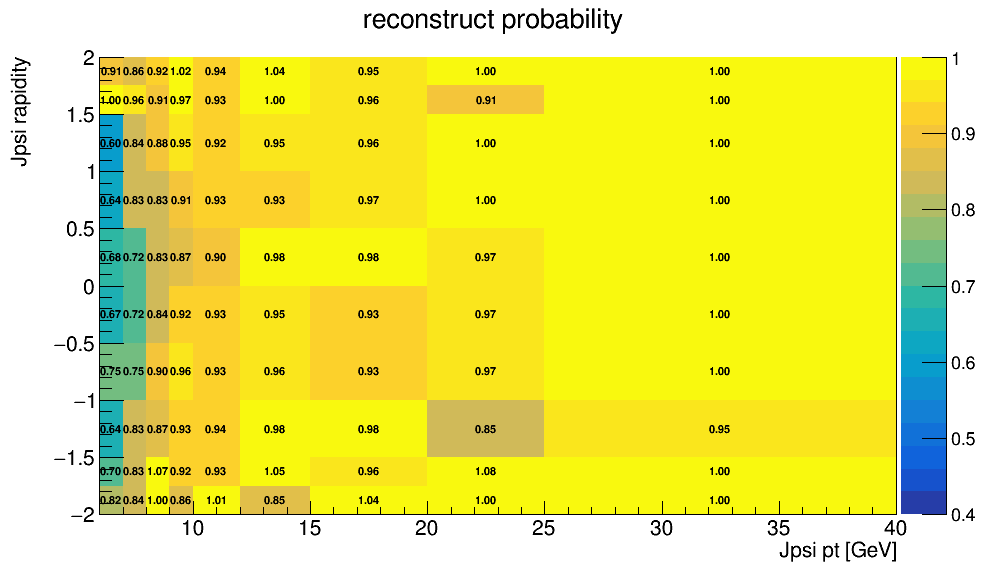 reconstruct probability
Jpsi rapidity
2
0.91 0.86 0.92 1.02 0.94 1.04 0.95 1.00 1.00
1.00 0.96 0.91 0.97 0.93 1.00 0.96 0.91 1.00
1.5
0.60 0.84 0.88 0.95 0.92 0.95 0.96 1.00 1.00
1
0.64 0.83 0.83 0.91 0.93 0.93 0.97 1.00 1.00
0.5
0.68 0.72 0.83 0.87 0.90 0.98 0.98 0.97 1.00
0
0.67 0.72 0.84 0.92 0.93 0.95 0.93 0.97 1.00
−0.5
0.75 0.75 0.90 0.96 0.93 0.96 0.93 0.97 1.00
−1
0.64 0.83 0.87 0.93 0.94 0.98 0.98 0.85 0.95
−1.5
0.70 0.83 1.07 0.92 0.93 1.05 0.96 1.08 1.00
0.82 0.84 1.00 0.86 1.01 0.85 1.04 1.00 1.00
−2
10 15 20 25 30 35 40
Jpsi pt [GeV]
1
0.9
0.8
0.7
0.6
0.5
0.4